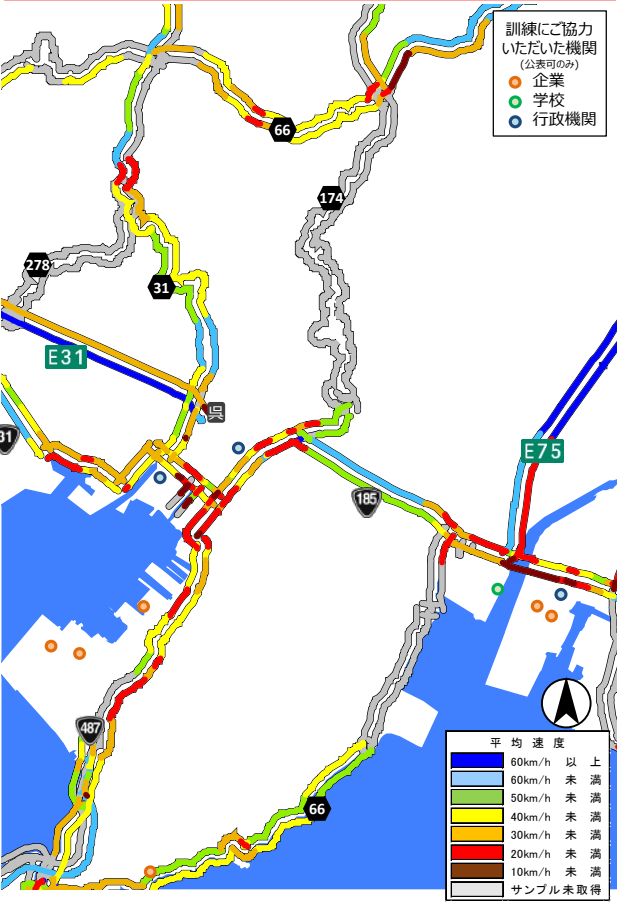 訓練にご協力
いただいた機関
(公表可のみ)
企業
学校
行政機関
66
174
278
31
E31
呉
31
E75
185
487
66
平均速度
60km/h 以上
60km/h 未満
50km/h 未満
40km/h 未満
30km/h 未満
20km/h 未満
10km/h 未満
サンプル未取得